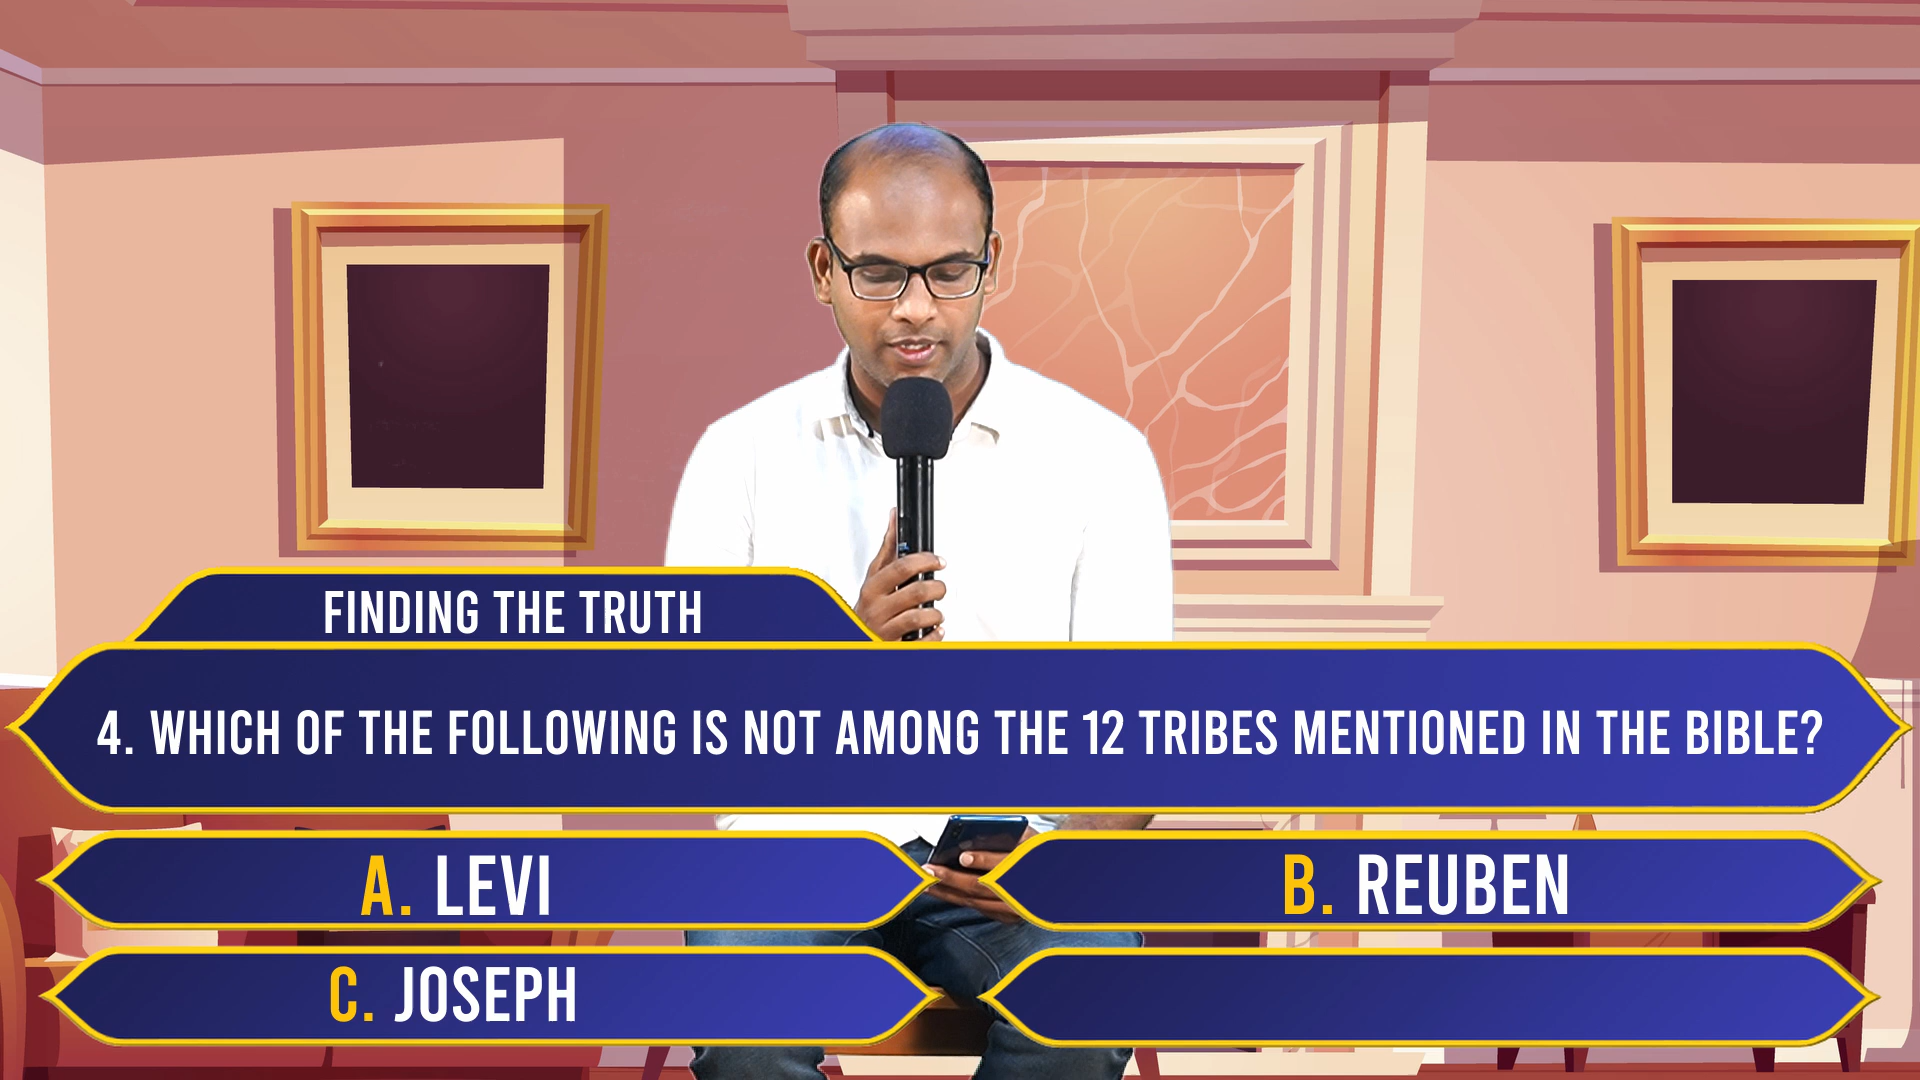 FINDING THE TRUTH
4. WHICH OF THE FOLLOWING IS NOT AMONG THE 12 TRIBES MENTIONED IN THE BIBLE?
A. LEVI
B. REUBEN
C. JOSEPH